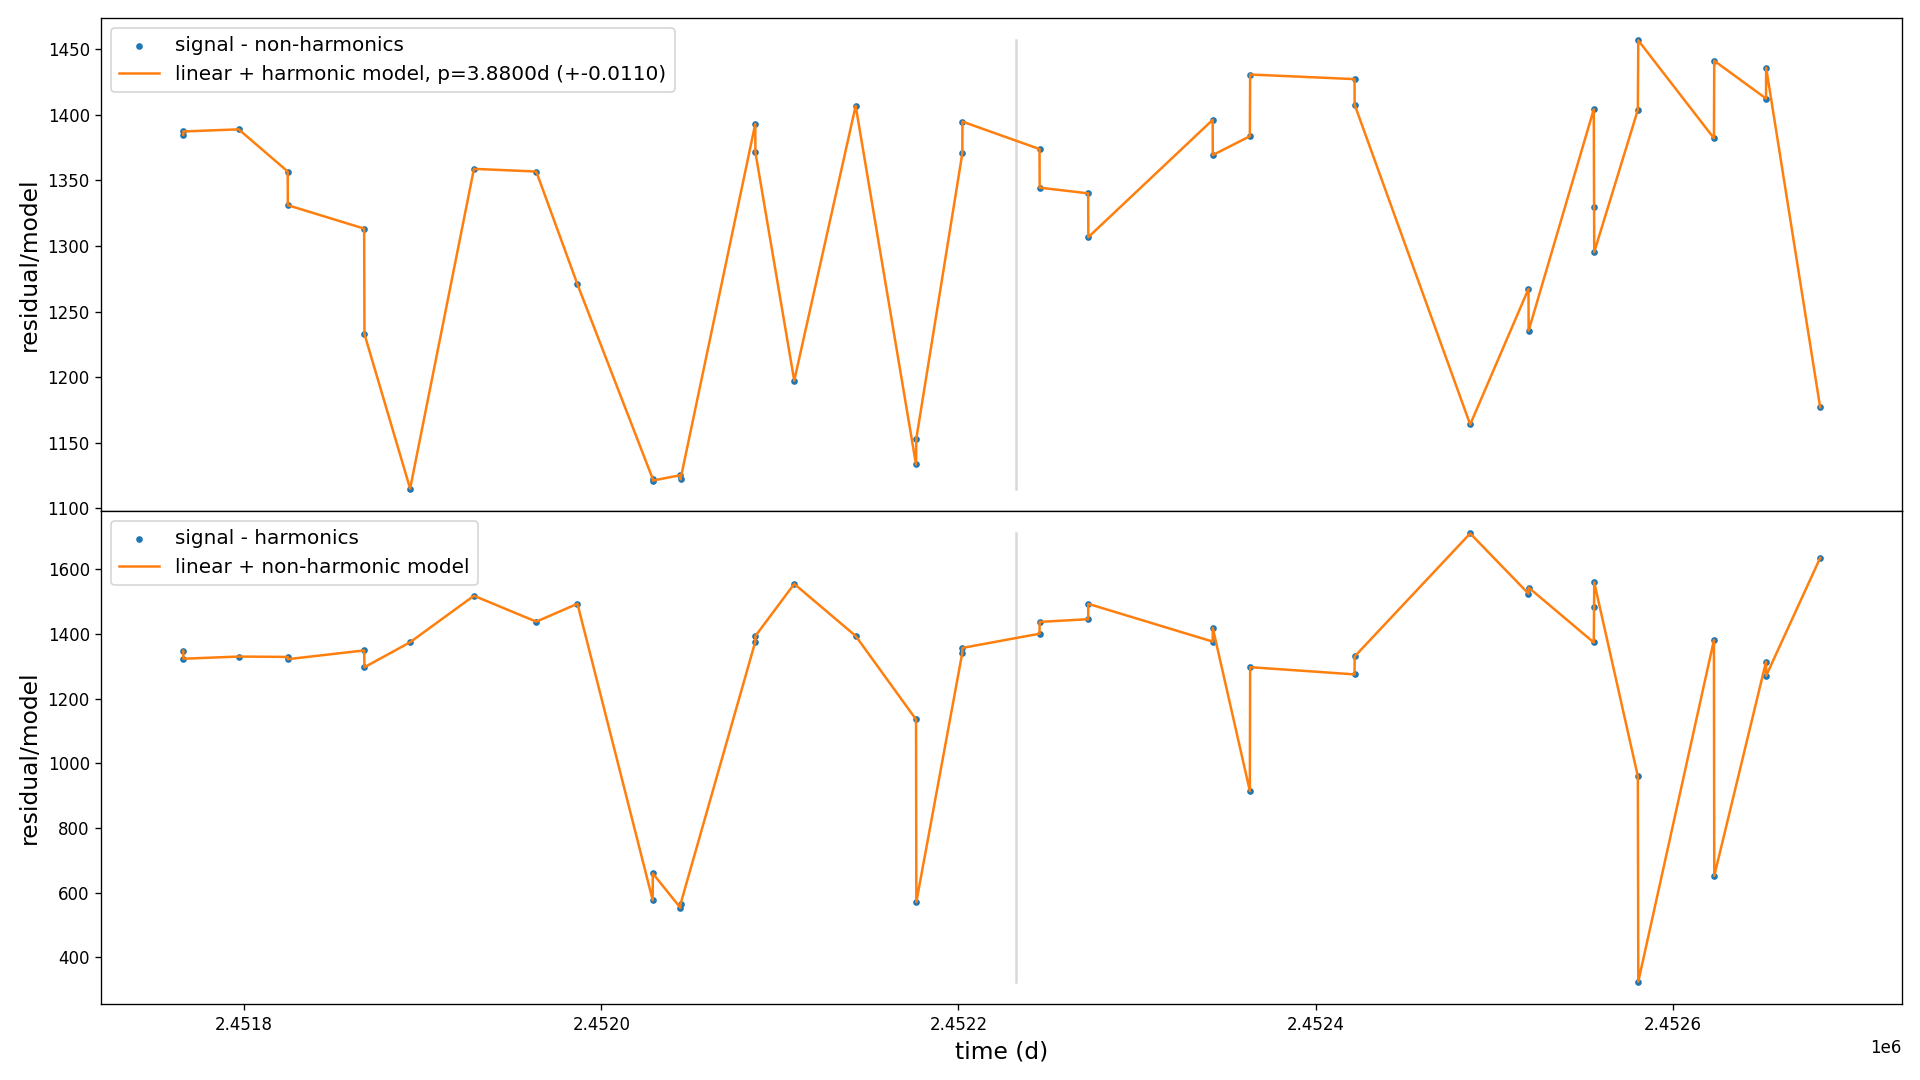 signal - non-harmonics
linear + harmonic model, p=3.8800d (+-0.0110)
residual/model
1450
1400
1350
1300
1250
1200
1150
1100
signal - harmonics
linear + non-harmonic model
residual/model
1600
1400
1200
1000
800
600
400
2.4518 2.4520 2.4522 2.4524 2.4526
time (d)
1e6